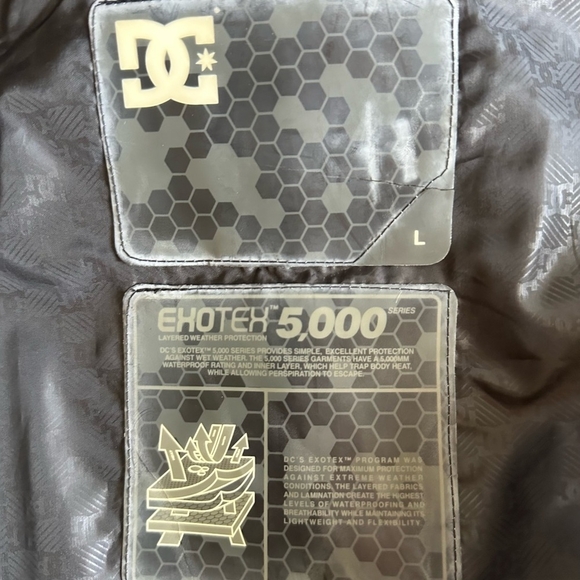 DC
L
EXOTEX™ 5,000 SERIES
LAYERED WEATHER PROTECTION
DC'S EXOTEX™ 5,000 SERIES PROVIDES SIMPLE, EXCELLENT PROTECTION
AGAINST WET WEATHER. THE 5,000 SERIES GARMENTS HAVE A 5,000MM
WATERPROOF RATING AND INNER LAYER, WHICH HELP TRAP BODY HEAT,
WHILE ALLOWING PERSPIRATION TO ESCAPE.
DC'S EXOTEX™ PROGRAM WAS
DESIGNED FOR MAXIMUM PROTECTION
AGAINST EXTREME WEATHER
CONDITIONS. THE LAYERED FABRICS
AND LAMINATION CREATE THE HIGHEST
LEVELS OF WATERPROOFING AND
BREATHABILITY WHILE MAINTAINING ITS
LIGHTWEIGHT AND FLEXIBILITY.